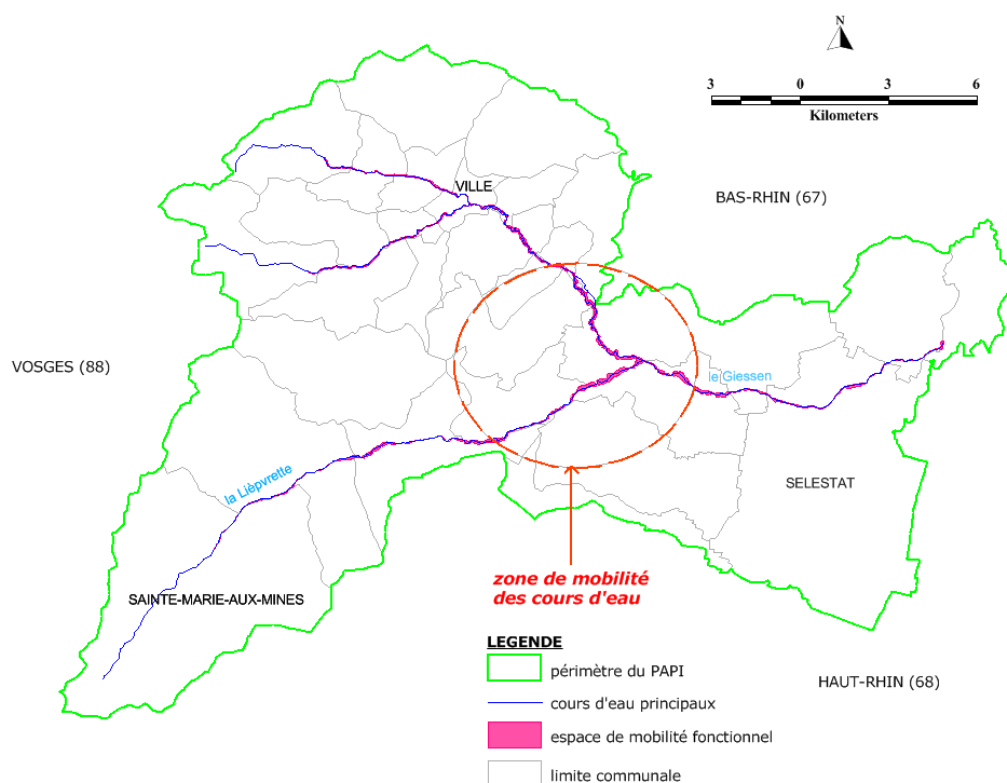 N
3 0 3 6
Kilometers
VILLE
BAS-RHIN (67)
VOSGES (88)
le Giessen
la Lièpvrette
SELESTAT
SAINTE-MARIE-AUX-MINES
zone de mobilité
des cours d'eau
LEGENDE
périmètre du PAPI
HAUT-RHIN (68)
cours d'eau principaux
espace de mobilité fonctionnel
limite communale